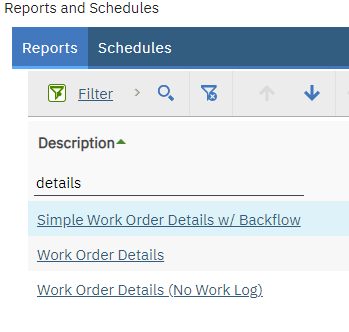 Reports and Schedules
Reports Schedules
Filter
Description
details
Simple Work Order Details w/ Backflow
Work Order Details
Work Order Details (No Work Log)